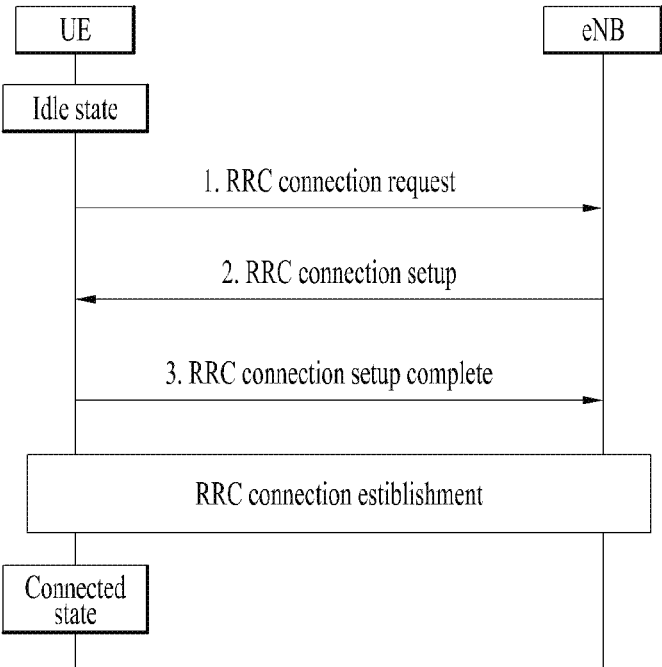 UE
eNB
Idle state
1. RRC connection request
2. RRC connection setup
3. RRC connection setup complete
RRC connection estiblishment
Connected
state